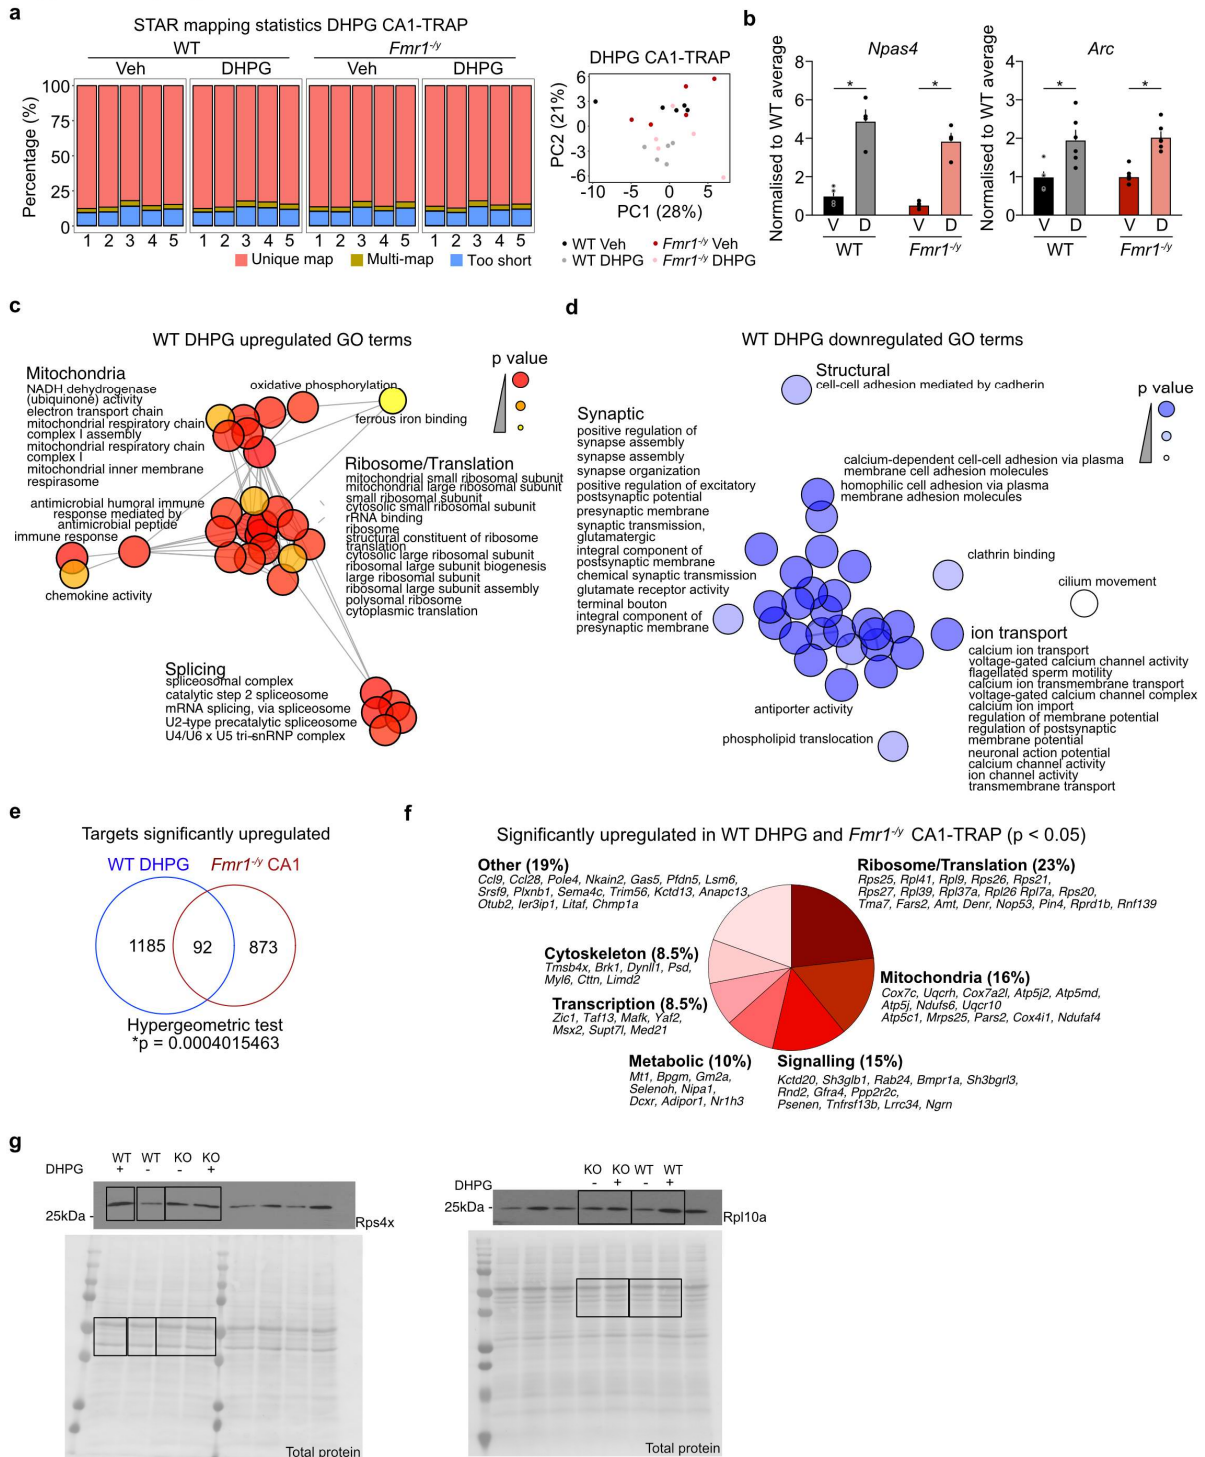 a
STAR mapping statistics DHPG CA1-TRAP
WT
Fmr1-/y
Veh
DHPG
Veh
DHPG
Percentage (%)
100
75
50
25
0
1 2 3 4 5
1 2 3 4 5
1 2 3 4 5
1 2 3 4 5
Unique map
Multi-map
Too short
DHPG CA1-TRAP
PC2 (21%)
6
3
0
-3
-6
-10 -5 0 5
PC1 (28%)
WT Veh
Fmr1-/y Veh
WT DHPG
Fmr1-/y DHPG
b
Npas4
Normalised to WT average
8
6
4
2
0
*
*
V D V D
WT
Fmr1-/y
Arc
Normalised to WT average
4
3
2
1
0
*
*
V D V D
WT
Fmr1-/y
c
WT DHPG upregulated GO terms
p value
Mitochondria
NADH dehydrogenase
(ubiquinone) activity
electron transport chain
mitochondrial respiratory chain
complex I assembly
mitochondrial respiratory chain
complex I
mitochondrial inner membrane
respirasome
oxidative phosphorylation
ferrous iron binding
antimicrobial humoral immune
response mediated by
antimicrobial peptide
immune response
chemokine activity
Ribosome/Translation
mitochondrial small ribosomal subunit
mitochondrial large ribosomal subunit
small ribosomal subunit
cytosolic small ribosomal subunit
rRNA binding
ribosome
structural constituent of ribosome
translation
cytosolic large ribosomal subunit
ribosomal large subunit biogenesis
large ribosomal subunit
ribosomal large subunit assembly
polysomal ribosome
cytoplasmic translation
Splicing
spliceosomal complex
catalytic step 2 spliceosome
mRNA splicing, via spliceosome
U2-type precatalytic spliceosome
U4/U6 x U5 tri-snRNP complex
d
WT DHPG downregulated GO terms
p value
Structural
cell-cell adhesion mediated by cadherin
Synaptic
positive regulation of
synapse assembly
synapse assembly
synapse organization
positive regulation of excitatory
postsynaptic potential
presynaptic membrane
synaptic transmission,
glutamatergic
integral component of
postsynaptic membrane
chemical synaptic transmission
glutamate receptor activity
terminal bouton
integral component of
presynaptic membrane
calcium-dependent cell-cell adhesion via plasma
membrane cell adhesion molecules
homophilic cell adhesion via plasma
membrane adhesion molecules
clathrin binding
cilium movement
ion transport
calcium ion transport
voltage-gated calcium channel activity
flagellated sperm motility
calcium ion transmembrane transport
voltage-gated calcium channel complex
calcium ion import
regulation of membrane potential
regulation of postsynaptic
membrane potential
neuronal action potential
calcium channel activity
ion channel activity
transmembrane transport
antiporter activity
phospholipid translocation
e
Targets significantly upregulated
WT DHPG
Fmr1-/y CA1
1185
92
873
Hypergeometric test
*p = 0.0004015463
f
Significantly upregulated in WT DHPG and Fmr1-/y CA1-TRAP (p < 0.05)
Other (19%)
Ccl9, Ccl28, Pole4, Nkain2, Gas5, Pfdn5, Lsm6,
Srsf9, Plxnb1, Sema4c, Trim56, Kctd13, Anapc13,
Otub2, Ier3ip1, Litaf, Chmp1a
Ribosome/Translation (23%)
Rps25, Rpl41, Rpl9, Rps26, Rps21,
Rps27, Rpl39, Rpl37a, Rpl26 Rpl7a, Rps20,
Tma7, Fars2, Amt, Denr, Nop53, Pin4, Rprd1b, Rnf139
Cytoskeleton (8.5%)
Tmsb4x, Brk1, Dynll1, Psd,
Myl6, Cttn, Limd2
Mitochondria (16%)
Cox7c, Uqcrh, Cox7a2l, Atp5j2, Atp5md,
Atp5j, Ndufs6, Uqcr10
Atp5c1, Mrps25, Pars2, Cox4i1, Ndufaf4
Transcription (8.5%)
Zic1, Taf13, Mafk, Yaf2,
Msx2, Supt7l, Med21
Metabolic (10%)
Mt1, Bpgm, Gm2a,
Selenoh, Nipa1,
Dcxr, Adipor1, Nr1h3
Signalling (15%)
Kctd20, Sh3glb1, Rab24, Bmpr1a, Sh3bgrl3,
Rnd2, Gfra4, Ppp2r2c,
Psenen, Tnfrsf13b, Lrrc34, Ngrn
g
WT WT KO KO
DHPG + - - +
25kDa -
Rps4x
Total protein
KO KO WT WT
DHPG - + - +
25kDa -
Rpl10a
Total protein